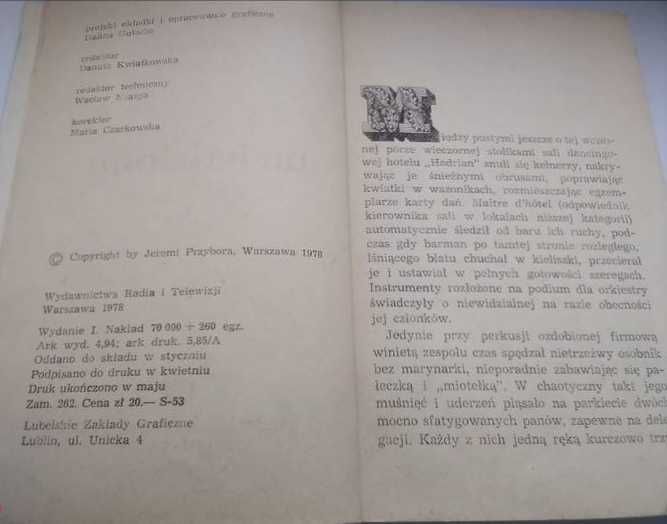 projekt okładki i opracowanie graficzne
Halina
redaktor
Danuta Kwiatkowska
redaktor techniczny
Wacław
korektor
Maria Czarkowska
© Copyright by Jeremi Przybora, Warszawa 1978
Wydawnictwa Radia i Telewizji
Warszawa 1978
Wydanie I. Nakład 70 000 + 260 egz.
Ark wyd. 4,94; ark druk. 5,85/A
Oddano do składu w styczniu
Podpisano do druku w kwietniu
Druk ukończono w maju
Zam. 262. Cena zł 20.— S-53
Lubelskie Zakłady Graficzne
Lublin, ul. Unicka 4
Między pustymi jeszcze o tej wczes-
nej porze wieczornej stolikami sali dancingo-
wej hotelu „Hadrian" snuli się kelnerzy, nakry-
wając je śnieżnymi obrusami, poprawiając
kwiatki w wazonikach, rozmieszczając egzem-
plarze karty dań. Maitre d'hôtel (odpowiednik
kierownika sali w lokalach niższej kategorii)
automatycznie śledził od baru ich ruchy, pod-
czas gdy barman po tamtej stronie rozległego,
lśniącego blatu chuchał w kieliszki, przecierał
je i ustawiał w pełnych gotowości szeregach.
Instrumenty rozłożone na podium dla orkiestry
świadczyły o niewidzialnej na razie obecności
jej członków.
Jedynie przy perkusji ozdobionej firmową
winietą zespołu czas spędzał nietrzeźwy osobnik
bez marynarki, nieporadnie zabawiając się pa-
łeczką i „miotełką". W chaotyczny takt jego
muśnięć i uderzeń pląsało na parkiecie dwóch
mocno sfatygowanych panów, zapewne na dele
gacji. Każdy z nich jedną ręką kurczowo trzy